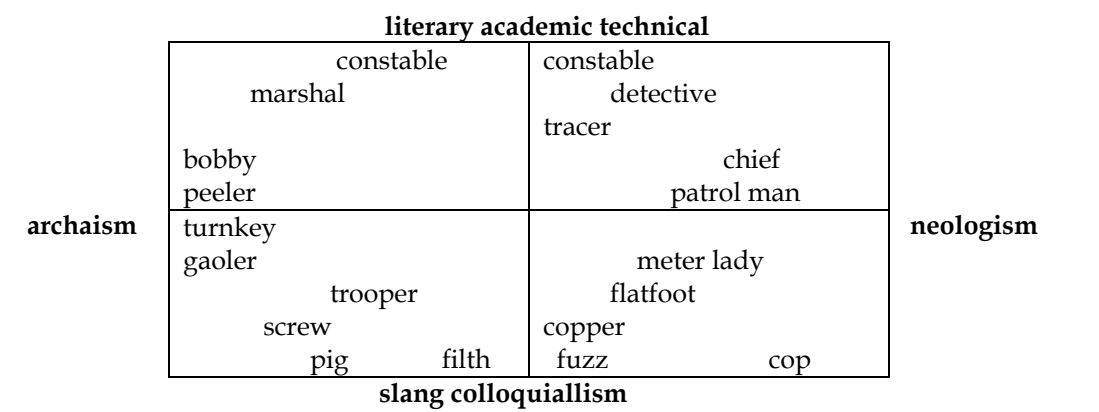 literary academic technical
constable constable
marshal detective
tracer
bobby chief
peeler patrol man
archaism turnkey neologism
gaoler meter lady
trooper flatfoot
screw copper
pig filth fuzz cop
slang colloquiallism